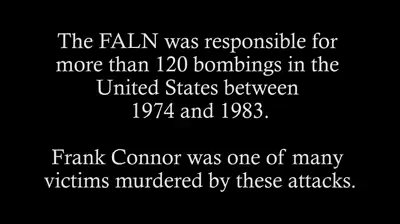 The FALN was responsible for
more than 120 bombings in the
United States between
1974 and 1983.
Frank Connor was one of many
victims murdered by these attacks.